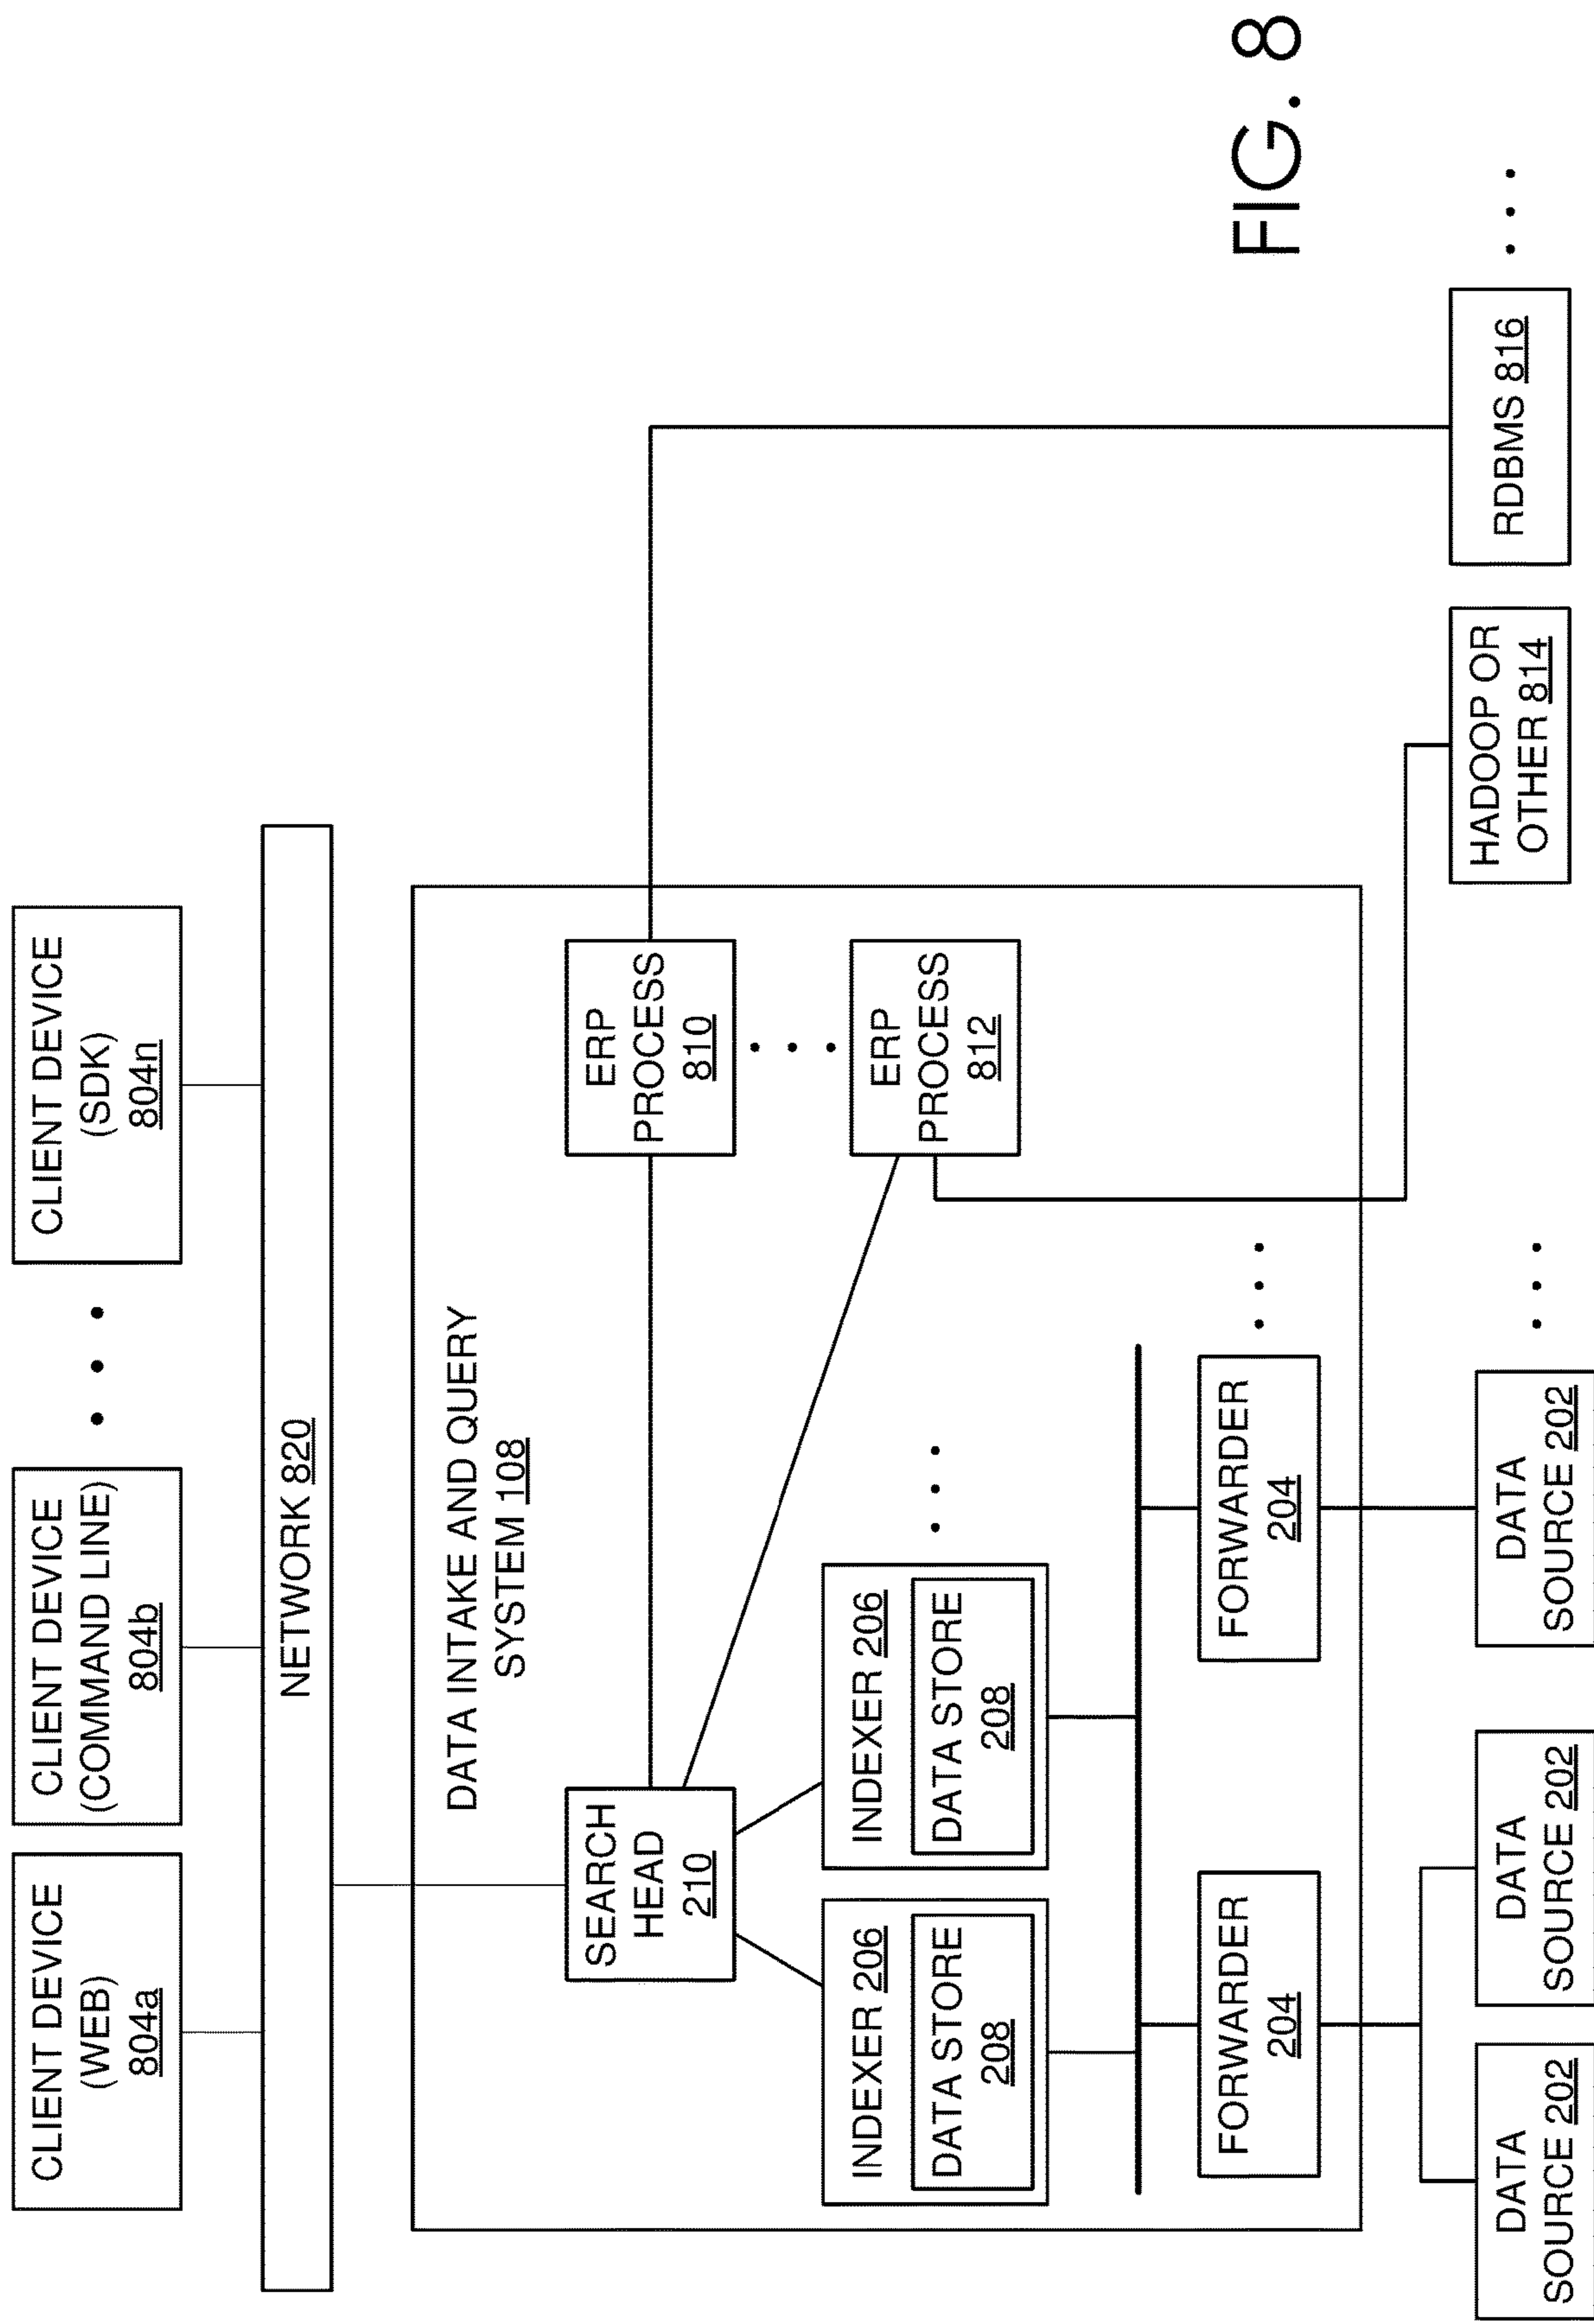 CLIENT DEVICE
(WEB)
804a
CLIENT DEVICE
(COMMAND LINE)
804b
CLIENT DEVICE
(SDK)
804n
NETWORK 820
DATA INTAKE AND QUERY
SYSTEM 108
SEARCH
HEAD
210
ERP
PROCESS
810
INDEXER 206
DATA STORE
208
INDEXER 206
DATA STORE
208
ERP
PROCESS
812
FORWARDER
204
FORWARDER
204
DATA
SOURCE 202
DATA
SOURCE 202
DATA
SOURCE 202
HADOOP OR
OTHER 814
RDBMS 816
FIG. 8